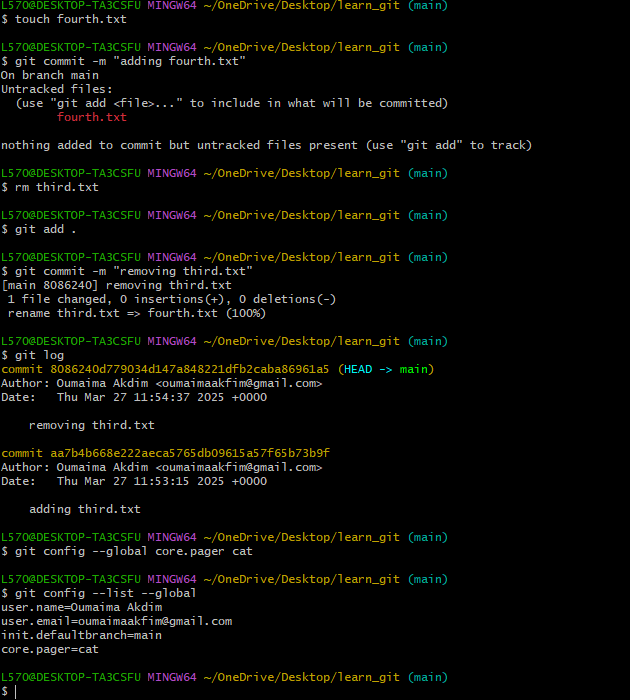 L570@DESKTOP-TA3CSFU MINGW64 ~/OneDrive/Desktop/learn_git (main)
$ touch fourth.txt

L570@DESKTOP-TA3CSFU MINGW64 ~/OneDrive/Desktop/learn_git (main)
$ git commit -m "adding fourth.txt"
On branch main
Untracked files:
  (use "git add <file>..." to include in what will be committed)
        fourth.txt

nothing added to commit but untracked files present (use "git add" to track)

L570@DESKTOP-TA3CSFU MINGW64 ~/OneDrive/Desktop/learn_git (main)
$ rm third.txt

L570@DESKTOP-TA3CSFU MINGW64 ~/OneDrive/Desktop/learn_git (main)
$ git add .

L570@DESKTOP-TA3CSFU MINGW64 ~/OneDrive/Desktop/learn_git (main)
$ git commit -m "removing third.txt"
[main 8086240] removing third.txt
 1 file changed, 0 insertions(+), 0 deletions(-)
 rename third.txt => fourth.txt (100%)

L570@DESKTOP-TA3CSFU MINGW64 ~/OneDrive/Desktop/learn_git (main)
$ git log
commit 8086240d779034d147a848221dfb2caba86961a5 (HEAD -> main)
Author: Oumaima Akdim <oumaimaakfim@gmail.com>
Date:   Thu Mar 27 11:54:37 2025 +0000

    removing third.txt

commit aa7b4b668e222aeca5765db09615a57f65b73b9f
Author: Oumaima Akdim <oumaimaakfim@gmail.com>
Date:   Thu Mar 27 11:53:15 2025 +0000

    adding third.txt

L570@DESKTOP-TA3CSFU MINGW64 ~/OneDrive/Desktop/learn_git (main)
$ git config --global core.pager cat

L570@DESKTOP-TA3CSFU MINGW64 ~/OneDrive/Desktop/learn_git (main)
$ git config --list --global
user.name=Oumaima Akdim
user.email=oumaimaakfim@gmail.com
init.defaultbranch=main
core.pager=cat

L570@DESKTOP-TA3CSFU MINGW64 ~/OneDrive/Desktop/learn_git (main)
$